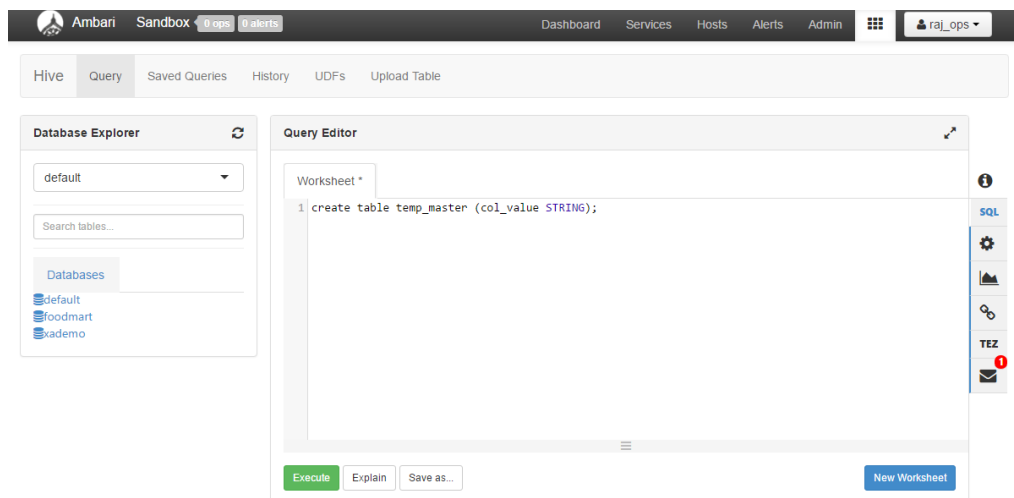 Ambari Sandbox 0 ops 0 alerts Dashboard Services Hosts Alerts Admin raj_ops
Hive Query Saved Queries History UDFs Upload Table
Database Explorer
default
Search tables...
Databases
default
foodmart
xademo
Query Editor
Worksheet *
1 create table temp_master (col_value STRING);
Execute Explain Save as... New Worksheet
SQL
TEZ
1